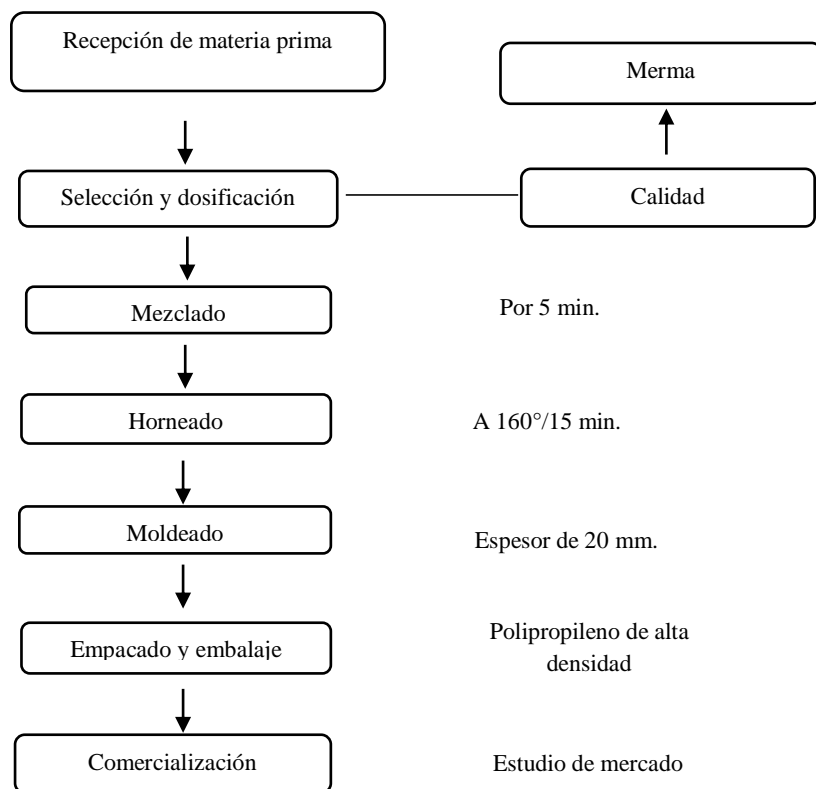 Recepción de materia prima
Merma
Selección y dosificación
Calidad
Mezclado
Por 5 min.
Horneado
A 160°/15 min.
Moldeado
Espesor de 20 mm.
Empacado y embalaje
Polipropileno de alta
densidad
Comercialización
Estudio de mercado